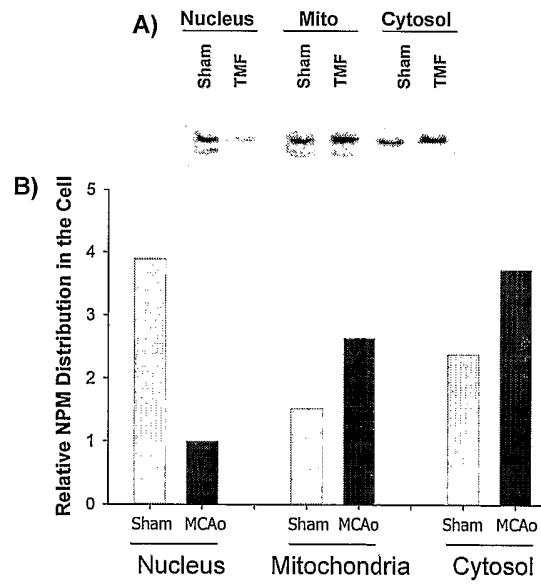 A)
Nucleus Mito Cytosol
Sham TMF Sham TMF Sham TMF
B)
Relative NPM Distribution in the Cell
5
4
3
2
1
0
Sham MCAo Sham MCAo Sham MCAo
Nucleus Mitochondria Cytosol